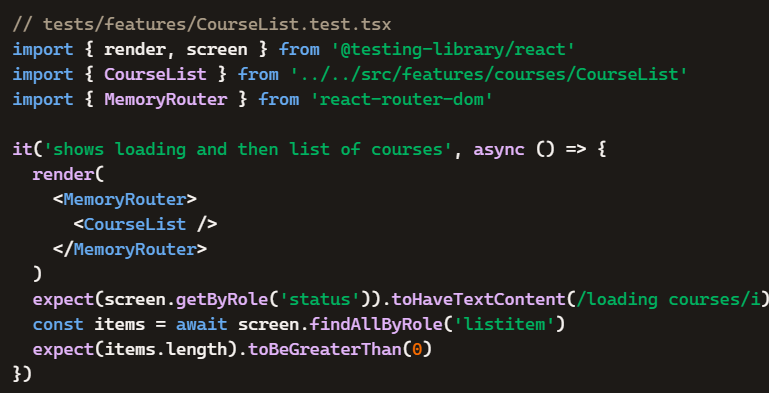 // tests/features/CourseList.test.tsx
import { render, screen } from '@testing-library/react'
import { CourseList } from '../../src/features/courses/CourseList'
import { MemoryRouter } from 'react-router-dom'

it('shows loading and then list of courses', async () => {
  render(
    <MemoryRouter>
      <CourseList />
    </MemoryRouter>
  )
  expect(screen.getByRole('status')).toHaveTextContent(/loading courses/i)
  const items = await screen.findAllByRole('listitem')
  expect(items.length).toBeGreaterThan(0)
})